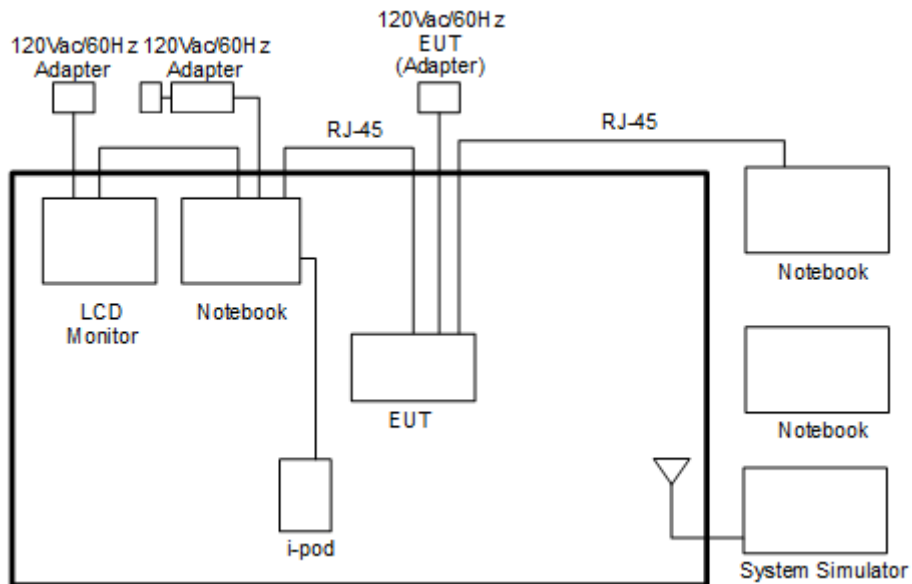 120Vac/60Hz
Adapter
120Vac/60Hz
Adapter
120Vac/60Hz
EUT
(Adapter)
RJ-45
RJ-45
LCD
Monitor
Notebook
EUT
i-pod
Notebook
Notebook
System Simulator